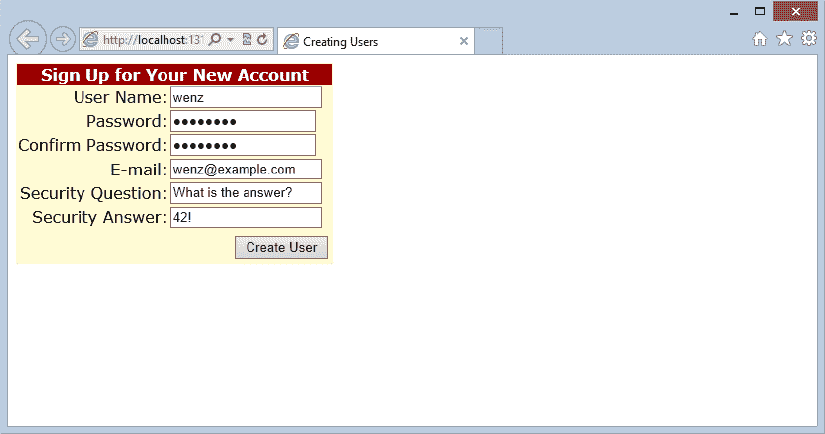 http://localhost:131
Creating Users
Sign Up for Your New Account
User Name: wenz
Password: ●●●●●●●●
Confirm Password: ●●●●●●●●
E-mail: wenz@example.com
Security Question: What is the answer?
Security Answer: 42!
Create User